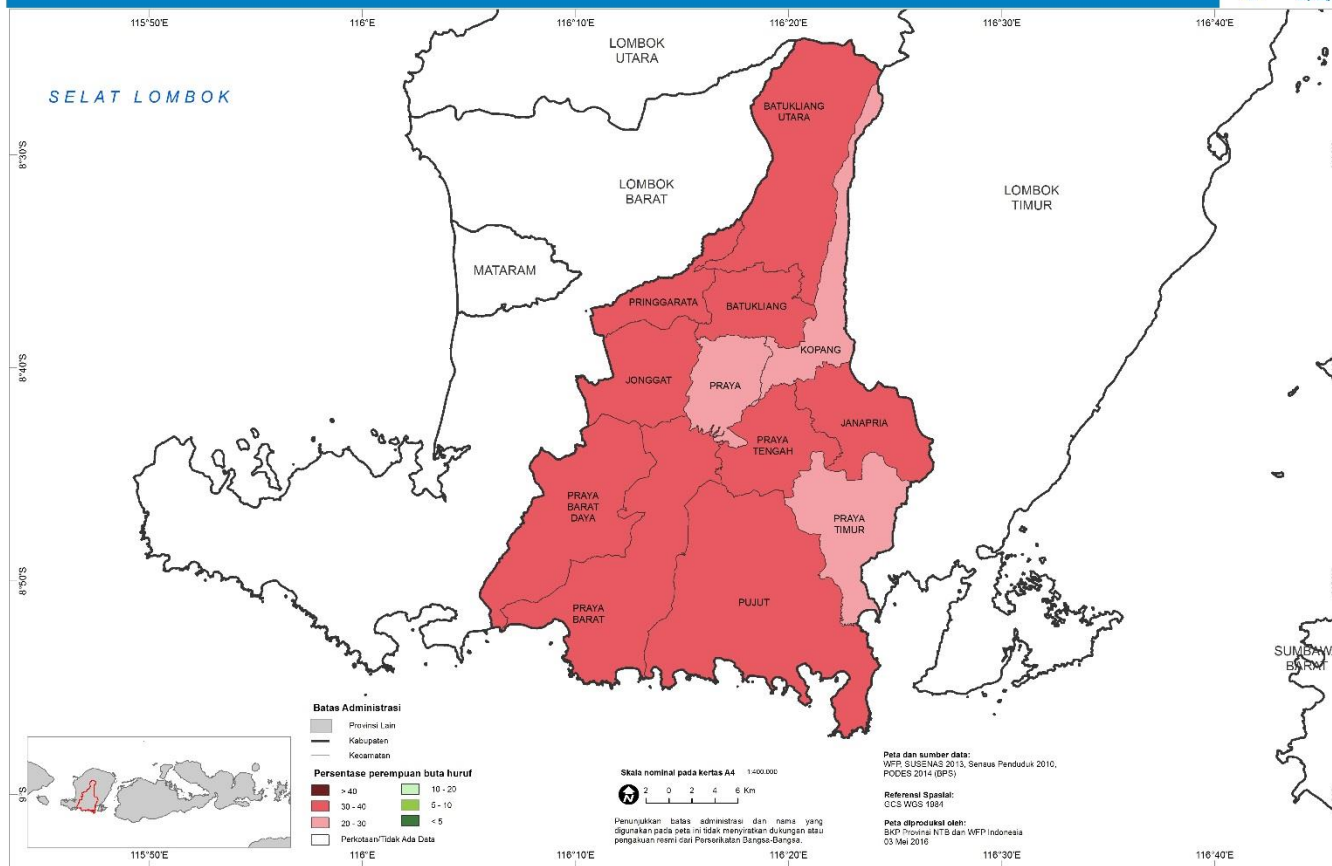 115°50'E 116°E 116°10'E 116°20'E 116°30'E 116°40'E
SELAT LOMBOK
LOMBOK
UTARA
BATUKLIANG
UTARA
8°30'S
LOMBOK
BARAT
LOMBOK
TIMUR
MATARAM
PRINGGARATA
BATUKLIANG
KOPANG
8°40'S
JONGGAT
PRAYA
JANAPRIA
PRAYA
TENGAH
PRAYA
BARAT
DAYA
PRAYA
TIMUR
8°50'S
PRAYA
BARAT
PUJUT
SUMBAWA
BARAT
9°S
Batas Administrasi
Provinsi Lain
Kabupaten
Kecamatan
Persentase perempuan buta huruf
> 40
30 - 40
20 - 30
10 - 20
5 - 10
< 5
Perkotaan/Tidak Ada Data
Skala nominal pada kertas A4 1:400.000
N
2 0 2 4 6 Km
Penunjukkan batas administrasi dan nama yang
digunakan pada peta ini tidak menyiratkan dukungan atau
pengakuan resmi dari Perserikatan Bangsa-Bangsa.
Peta dan sumber data:
WFP, SUSENAS 2013, Sensus Penduduk 2010,
PODES 2014 (BPS)
Referensi Spasial:
GCS WGS 1984
Peta diproduksi oleh:
BKP Provinsi NTB dan WFP Indonesia
03 Mei 2016
115°50'E 116°E 116°10'E 116°20'E 116°30'E 116°40'E